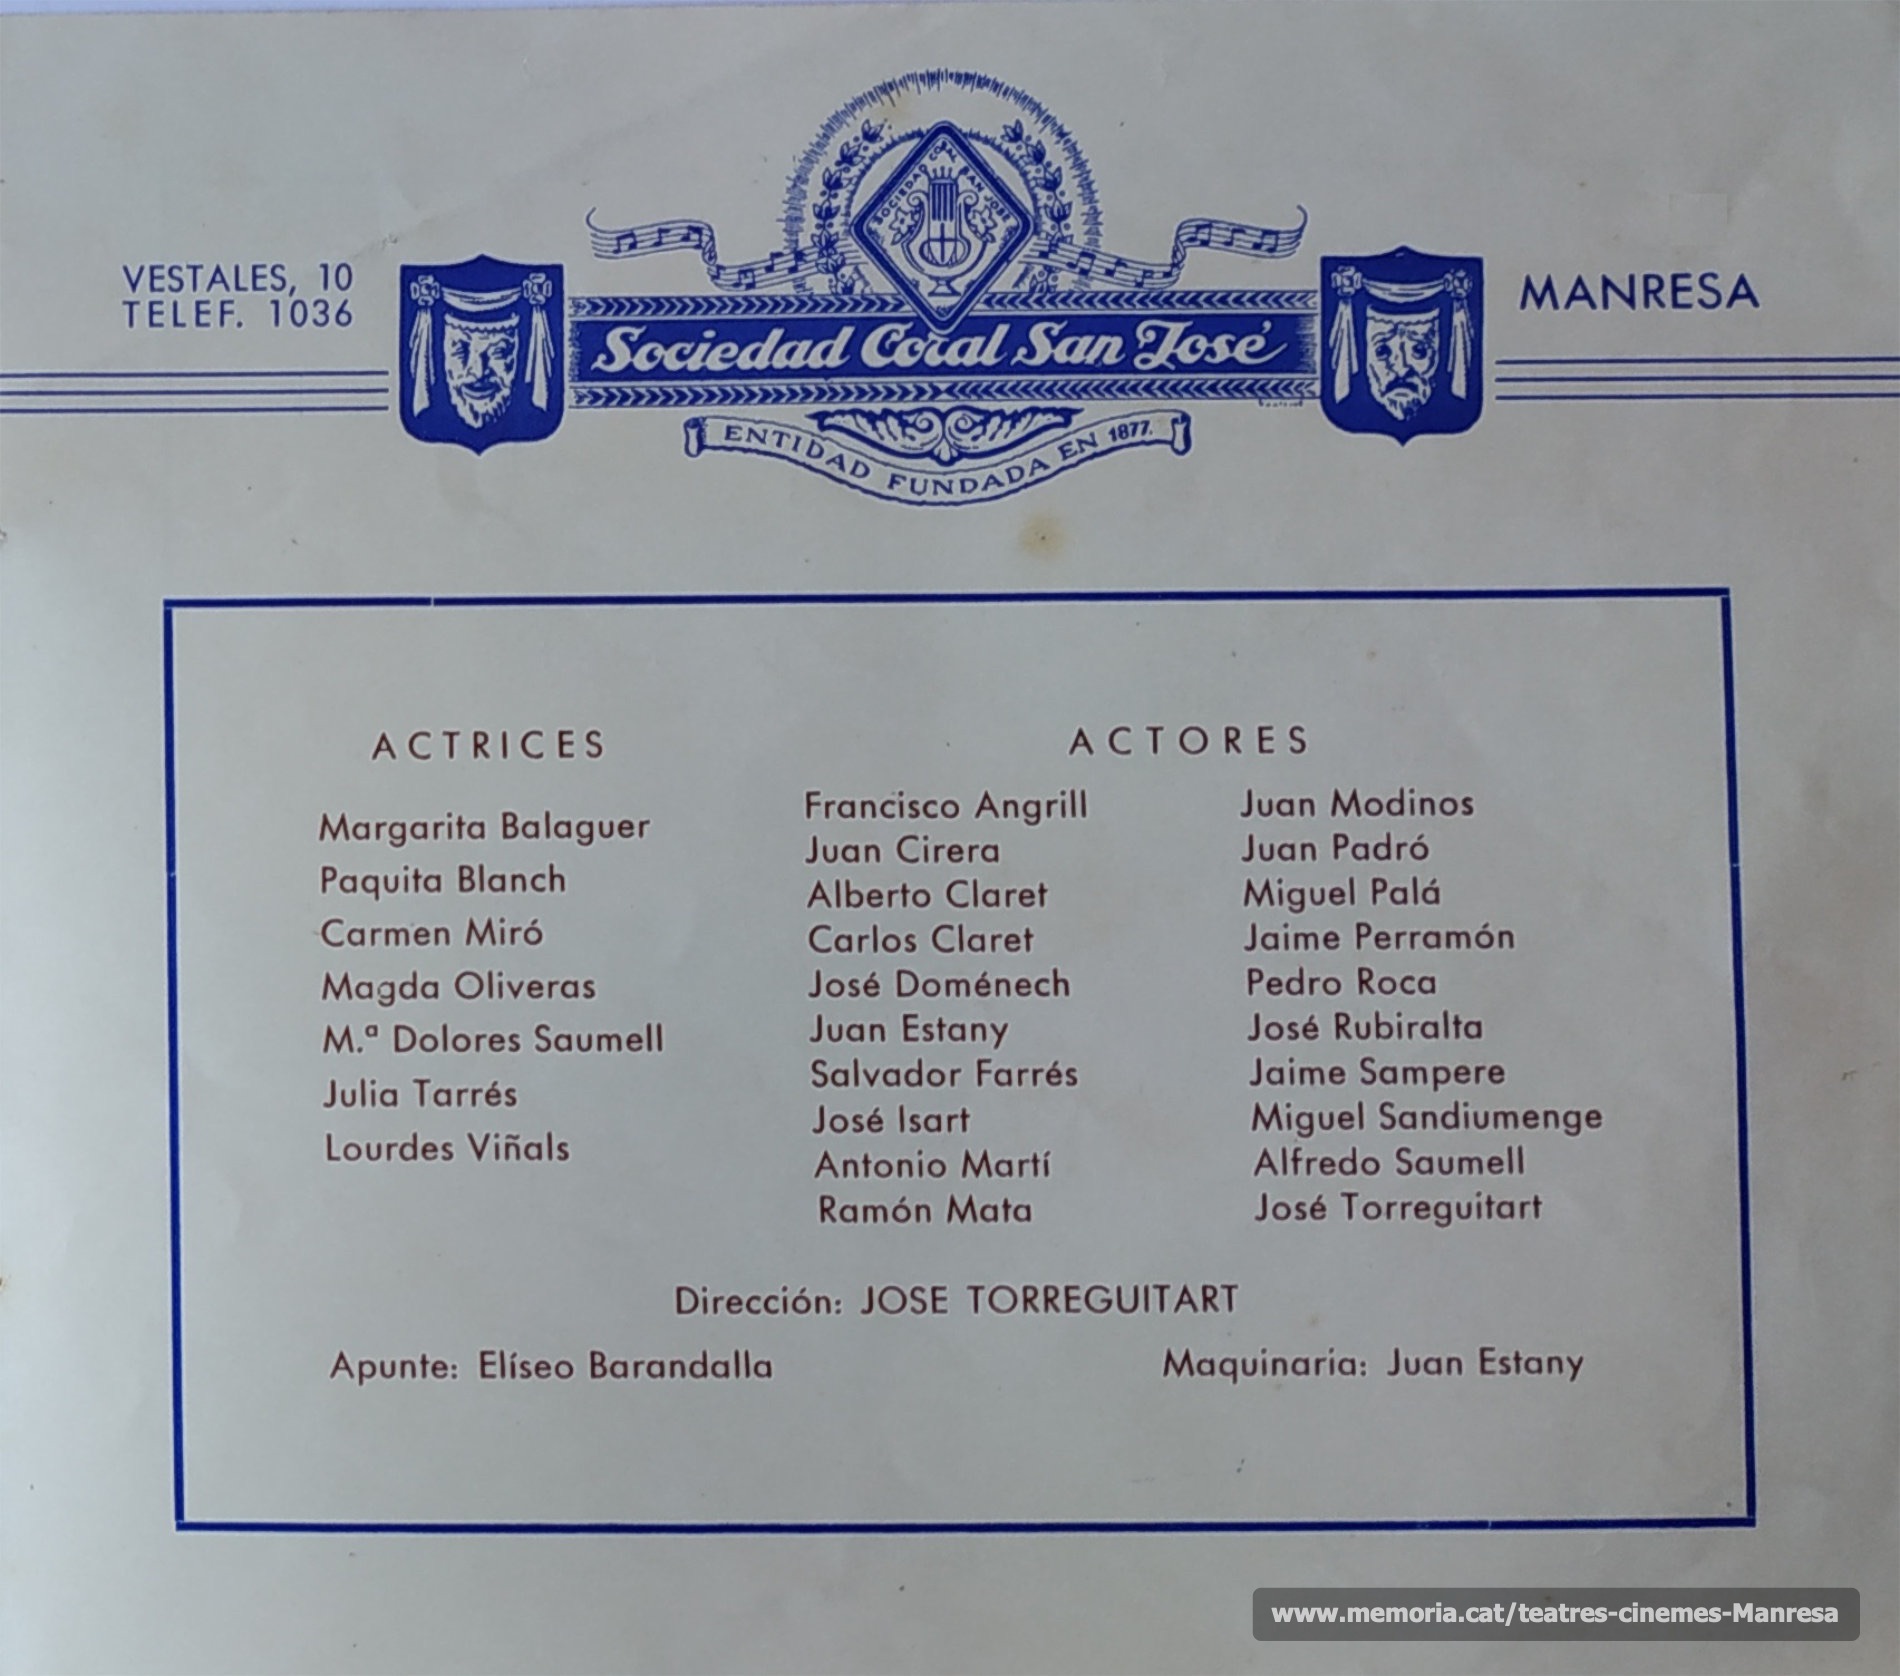 SOCIEDAD CORAL SAN JOSE
VESTALES, 10
TELEF. 1036
MANRESA
Sociedad Coral San José
ENTIDAD FUNDADA EN 1877.
ACTRICES
Margarita Balaguer
Paquita Blanch
Carmen Miró
Magda Oliveras
M.ª Dolores Saumell
Julia Tarrés
Lourdes Viñals
ACTORES
Francisco Angrill
Juan Cirera
Alberto Claret
Carlos Claret
José Doménech
Juan Estany
Salvador Farrés
José Isart
Antonio Martí
Ramón Mata
Juan Modinos
Juan Padró
Miguel Palá
Jaime Perramón
Pedro Roca
José Rubiralta
Jaime Sampere
Miguel Sandiumenge
Alfredo Saumell
José Torreguitart
Dirección: JOSE TORREGUITART
Apunte: Elíseo Barandalla
Maquinaria: Juan Estany
www.memoria.cat/teatres-cinemes-Manresa